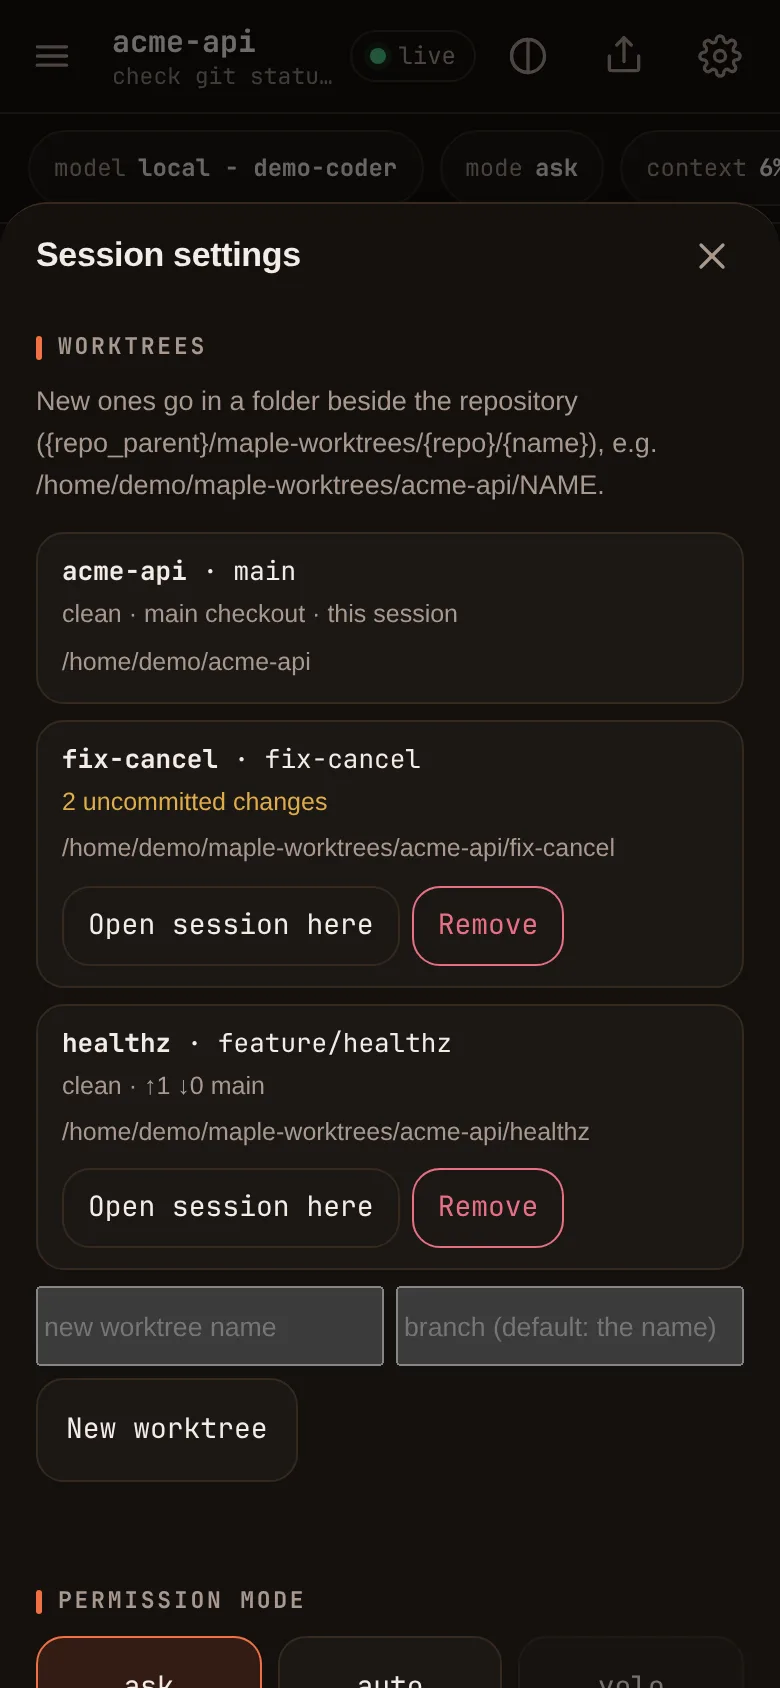 acme-api
check git statu…
live
model local - demo-coder
mode ask
context 6%
Session settings
WORKTREES
New ones go in a folder beside the repository
({repo_parent}/maple-worktrees/{repo}/{name}), e.g.
/home/demo/maple-worktrees/acme-api/NAME.
acme-api · main
clean · main checkout · this session
/home/demo/acme-api
fix-cancel · fix-cancel
2 uncommitted changes
/home/demo/maple-worktrees/acme-api/fix-cancel
Open session here
Remove
healthz · feature/healthz
clean · ↑1 ↓0 main
/home/demo/maple-worktrees/acme-api/healthz
Open session here
Remove
new worktree name
branch (default: the name)
New worktree
PERMISSION MODE
ask
auto
yolo